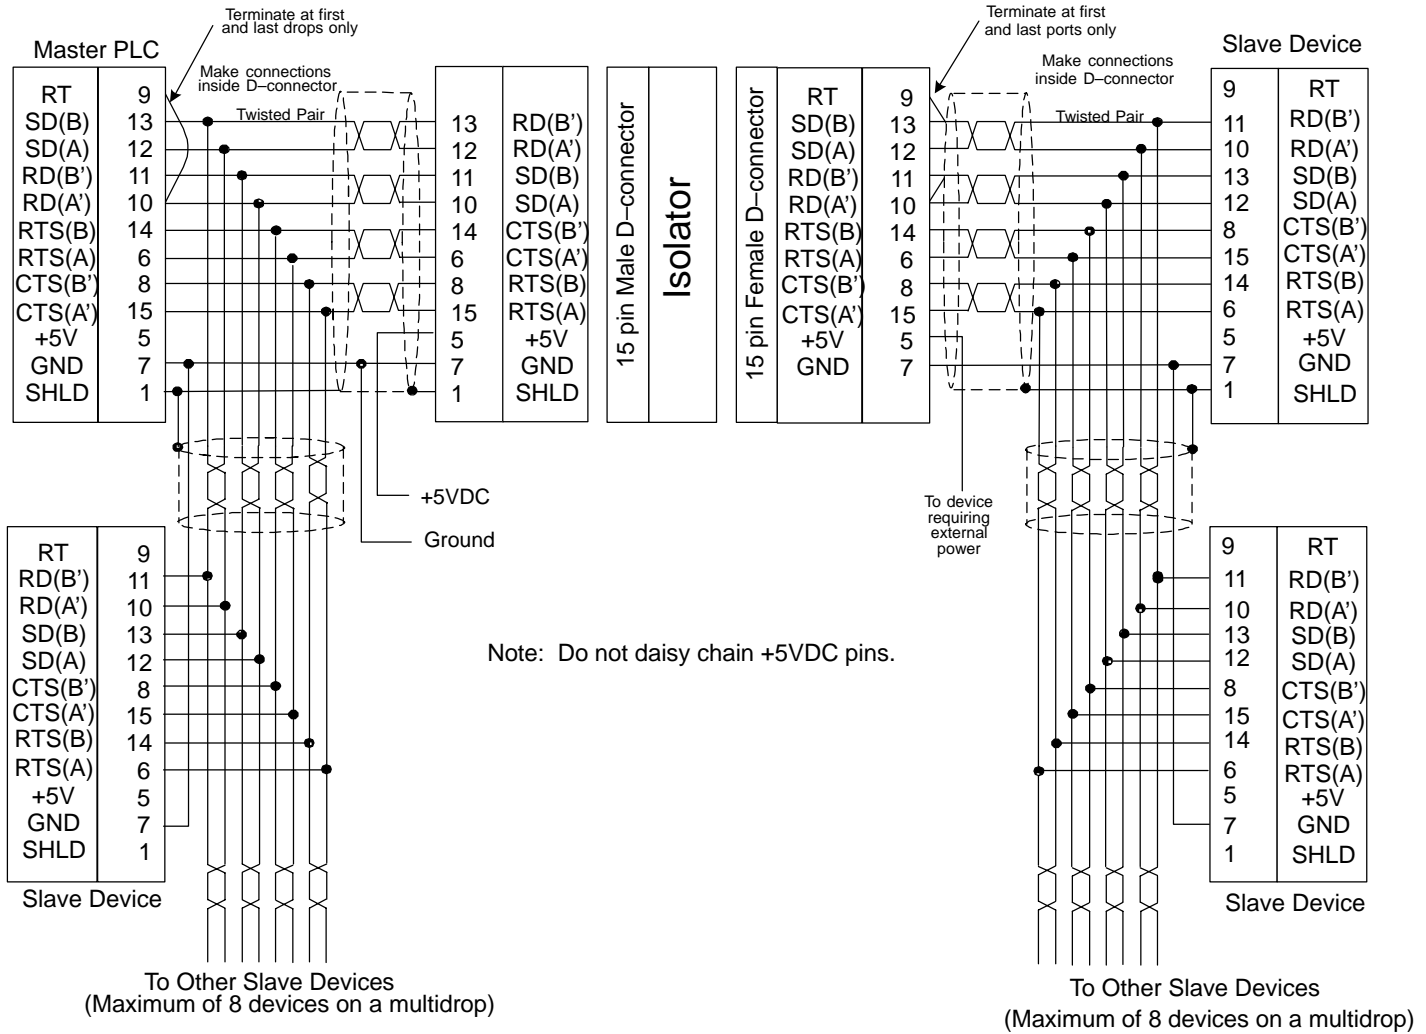 Terminate at first
and last drops only
Master PLC
Make connections
inside D–connector
Twisted Pair
RT 9
SD(B) 13
SD(A) 12
RD(B’) 11
RD(A’) 10
RTS(B) 14
RTS(A) 6
CTS(B’) 8
CTS(A’) 15
+5V 5
GND 7
SHLD 1
13 RD(B’)
12 RD(A’)
11 SD(B)
10 SD(A)
14 CTS(B’)
6 CTS(A’)
8 RTS(B)
15 RTS(A)
5 +5V
7 GND
1 SHLD
15 pin Male D–connector
Isolator
15 pin Female D–connector
RT 9
SD(B) 13
SD(A) 12
RD(B’) 11
RD(A’) 10
RTS(B) 14
RTS(A) 6
CTS(B’) 8
CTS(A’) 15
+5V 5
GND 7
Terminate at first
and last ports only
Make connections
inside D–connector
Twisted Pair
Slave Device
9 RT
11 RD(B’)
10 RD(A’)
13 SD(B)
12 SD(A)
8 CTS(B’)
15 CTS(A’)
14 RTS(B)
6 RTS(A)
5 +5V
7 GND
1 SHLD
+5VDC
Ground
To device
requiring
external
power
RT 9
RD(B’) 11
RD(A’) 10
SD(B) 13
SD(A) 12
CTS(B’) 8
CTS(A’) 15
RTS(B) 14
RTS(A) 6
+5V 5
GND 7
SHLD 1
Slave Device
Note: Do not daisy chain +5VDC pins.
9 RT
11 RD(B’)
10 RD(A’)
13 SD(B)
12 SD(A)
8 CTS(B’)
15 CTS(A’)
14 RTS(B)
6 RTS(A)
5 +5V
7 GND
1 SHLD
Slave Device
To Other Slave Devices
(Maximum of 8 devices on a multidrop)
To Other Slave Devices
(Maximum of 8 devices on a multidrop)